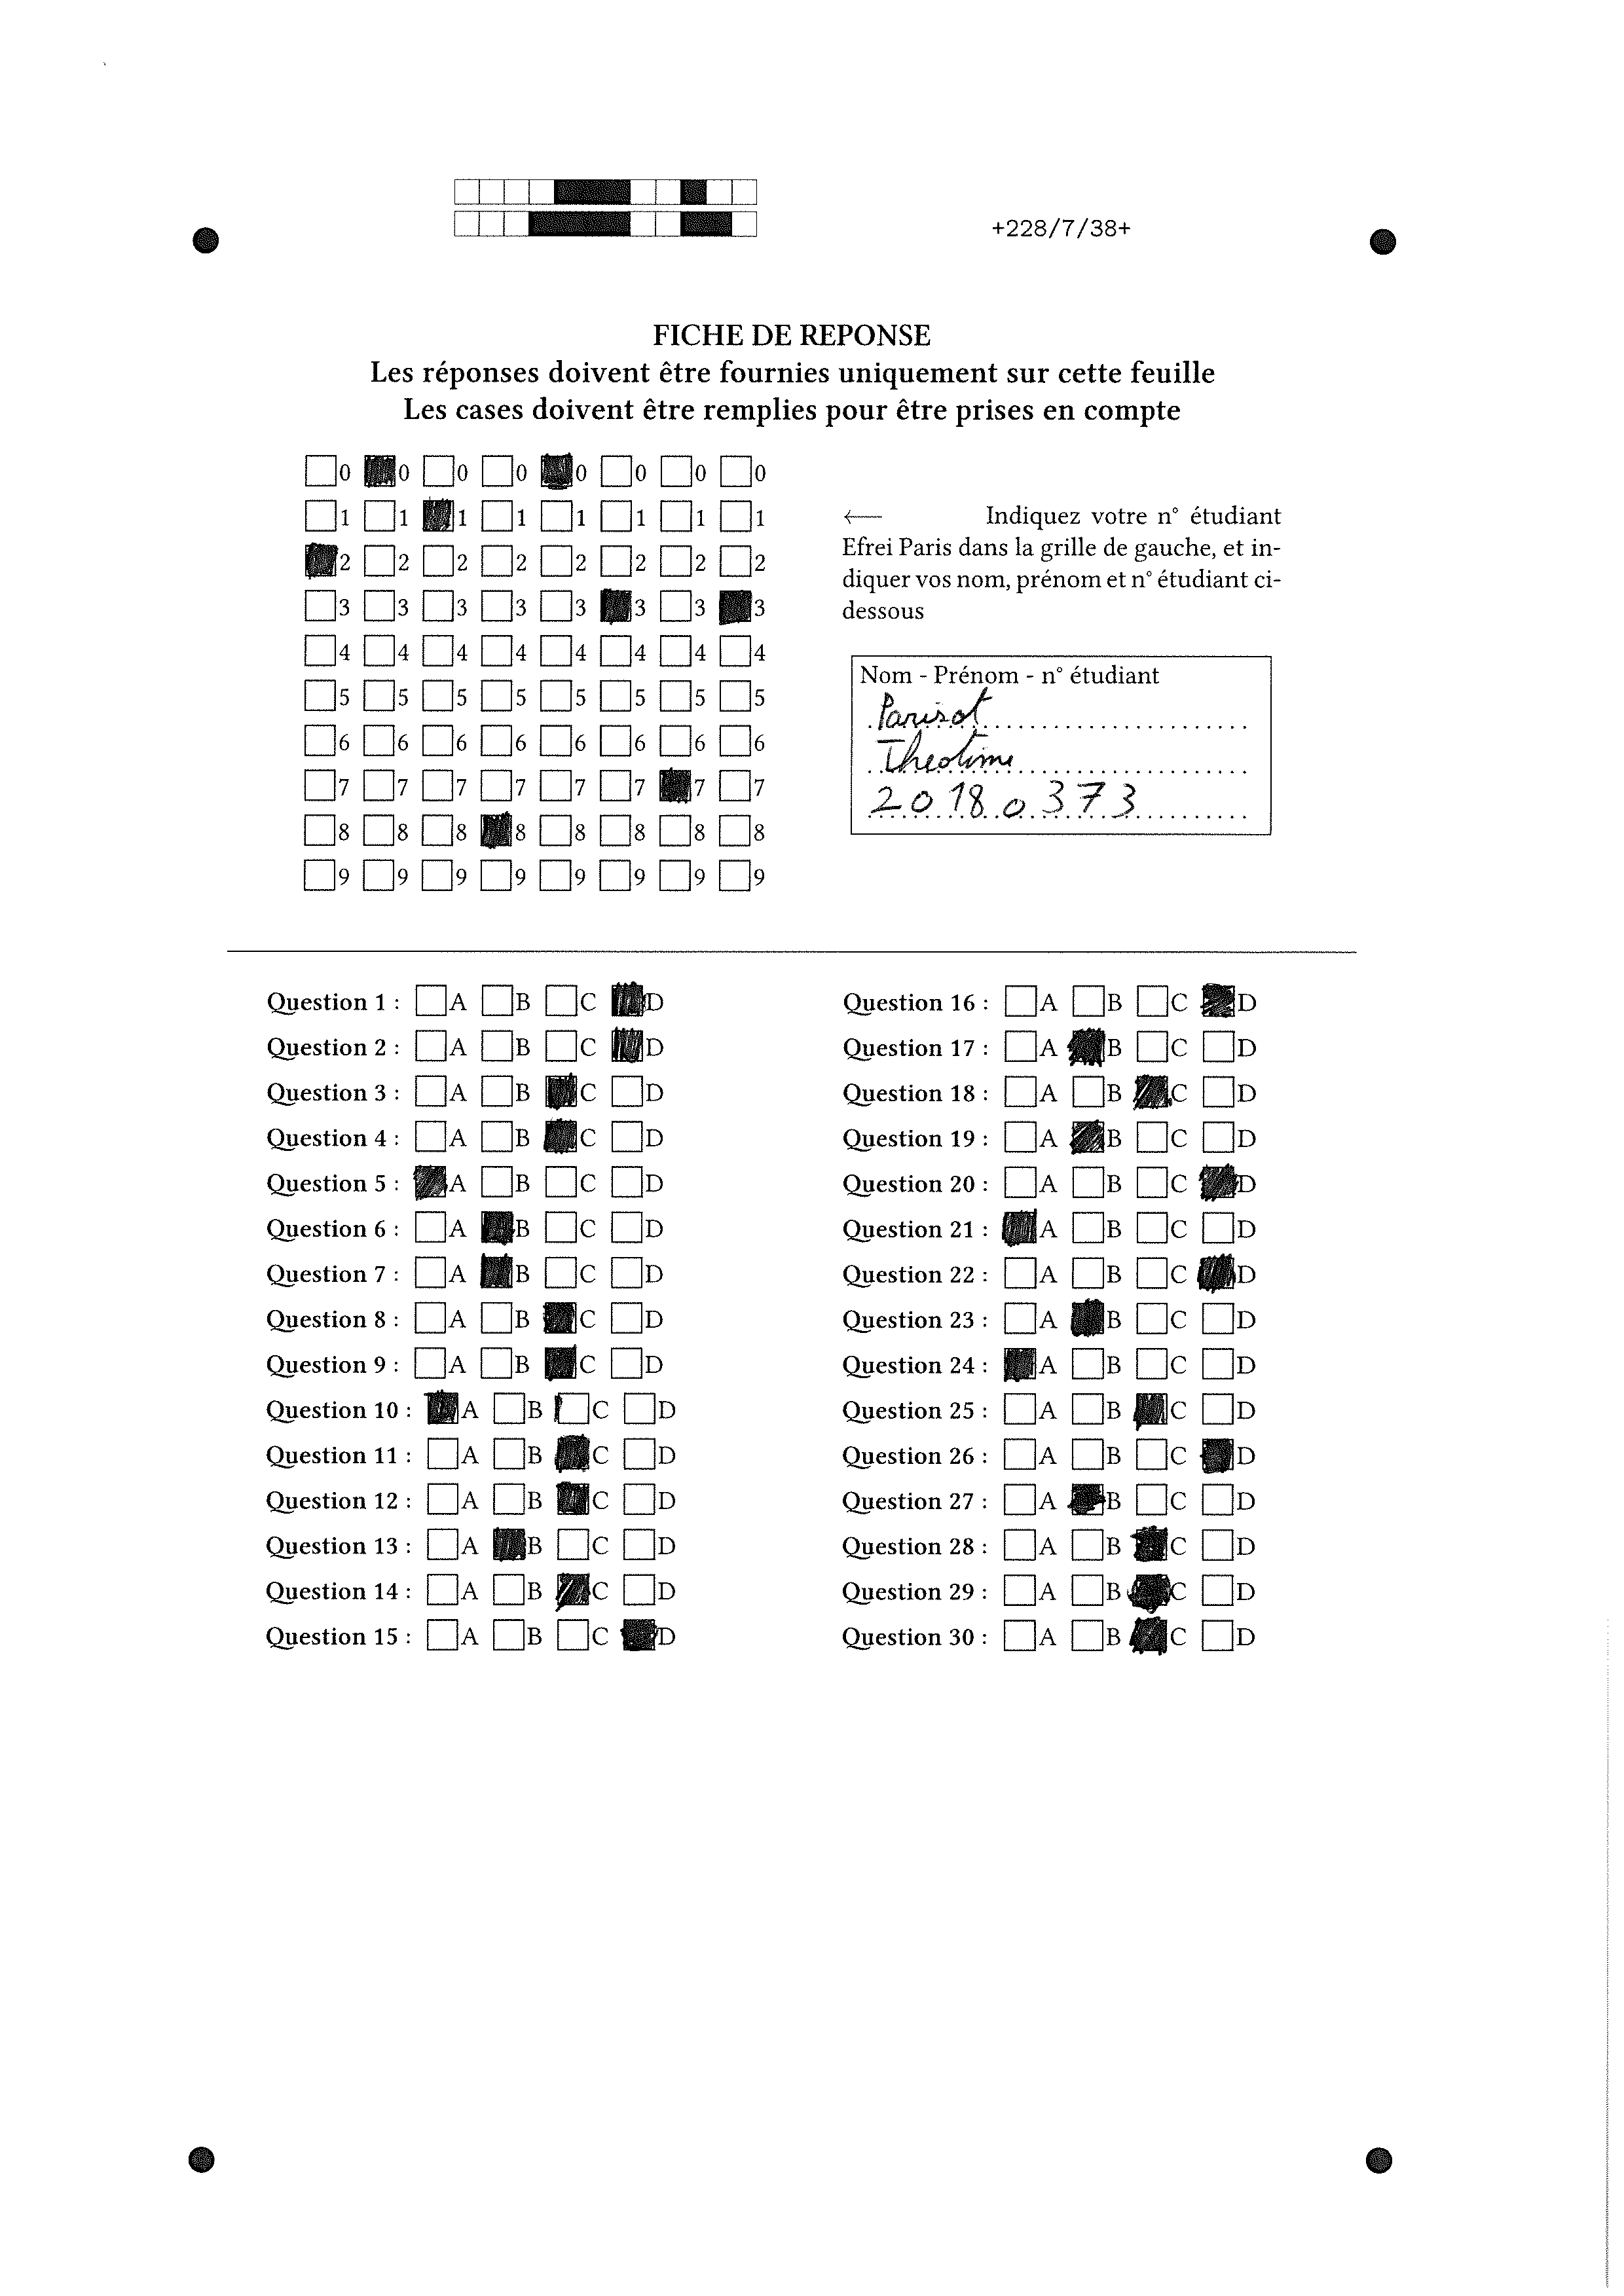 +228/7/38+
FICHE DE REPONSE
Les réponses doivent être fournies uniquement sur cette feuille
Les cases doivent être remplies pour être prises en compte
0 0 0 0 0 0 0 0
1 1 1 1 1 1 1 1
2 2 2 2 2 2 2 2
3 3 3 3 3 3 3 3
4 4 4 4 4 4 4 4
5 5 5 5 5 5 5 5
6 6 6 6 6 6 6 6
7 7 7 7 7 7 7 7
8 8 8 8 8 8 8 8
9 9 9 9 9 9 9 9
← Indiquez votre n° étudiant
Efrei Paris dans la grille de gauche, et in-
diquer vos nom, prénom et n° étudiant ci-
dessous
Nom - Prénom - n° étudiant
Parisot
Theotime
20180373
Question 1 : A B C D
Question 2 : A B C D
Question 3 : A B C D
Question 4 : A B C D
Question 5 : A B C D
Question 6 : A B C D
Question 7 : A B C D
Question 8 : A B C D
Question 9 : A B C D
Question 10 : A B C D
Question 11 : A B C D
Question 12 : A B C D
Question 13 : A B C D
Question 14 : A B C D
Question 15 : A B C D
Question 16 : A B C D
Question 17 : A B C D
Question 18 : A B C D
Question 19 : A B C D
Question 20 : A B C D
Question 21 : A B C D
Question 22 : A B C D
Question 23 : A B C D
Question 24 : A B C D
Question 25 : A B C D
Question 26 : A B C D
Question 27 : A B C D
Question 28 : A B C D
Question 29 : A B C D
Question 30 : A B C D